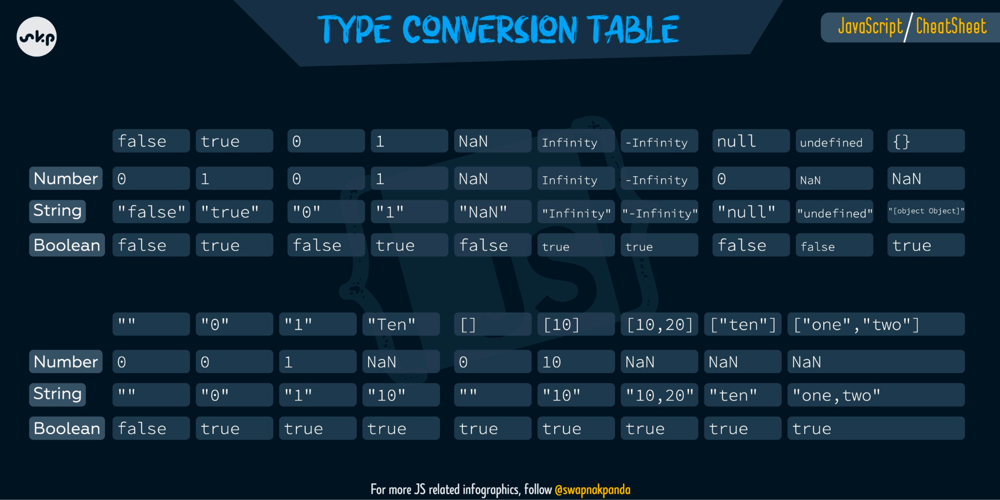 skp
TYPE CONVERSION TABLE
JavaScript/CheatSheet
false true 0 1 NaN Infinity -Infinity null undefined {}
Number 0 1 0 1 NaN Infinity -Infinity 0 NaN NaN
String "false" "true" "0" "1" "NaN" "Infinity" "-Infinity" "null" "undefined" "[object Object]"
Boolean false true false true false true true false false true
JS
"" "0" "1" "Ten" [] [10] [10,20] ["ten"] ["one","two"]
Number 0 0 1 NaN 0 10 NaN NaN NaN
String "" "0" "1" "10" "" "10" "10,20" "ten" "one,two"
Boolean false true true true true true true true true
For more JS related infographics, follow @swapnakpanda